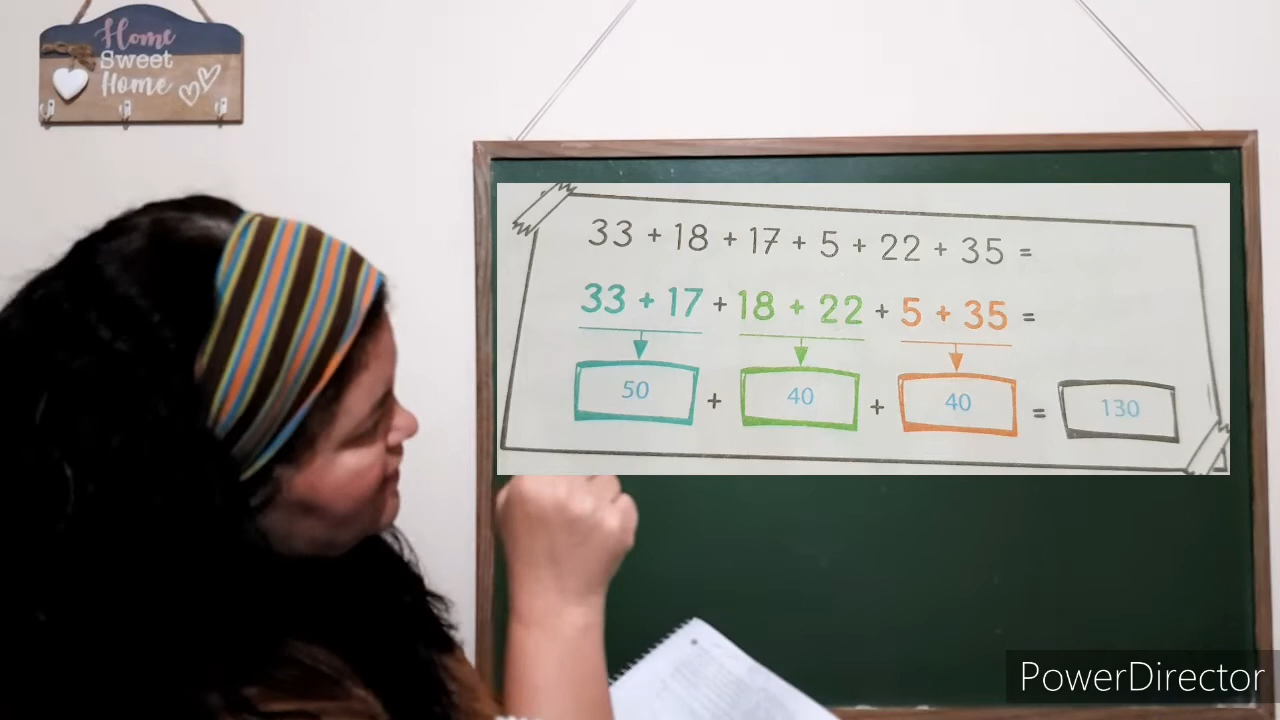 Home
Sweet
Home
33 + 18 + 17 + 5 + 22 + 35 =
33 + 17 + 18 + 22 + 5 + 35 =
50 + 40 + 40 = 130
PowerDirector